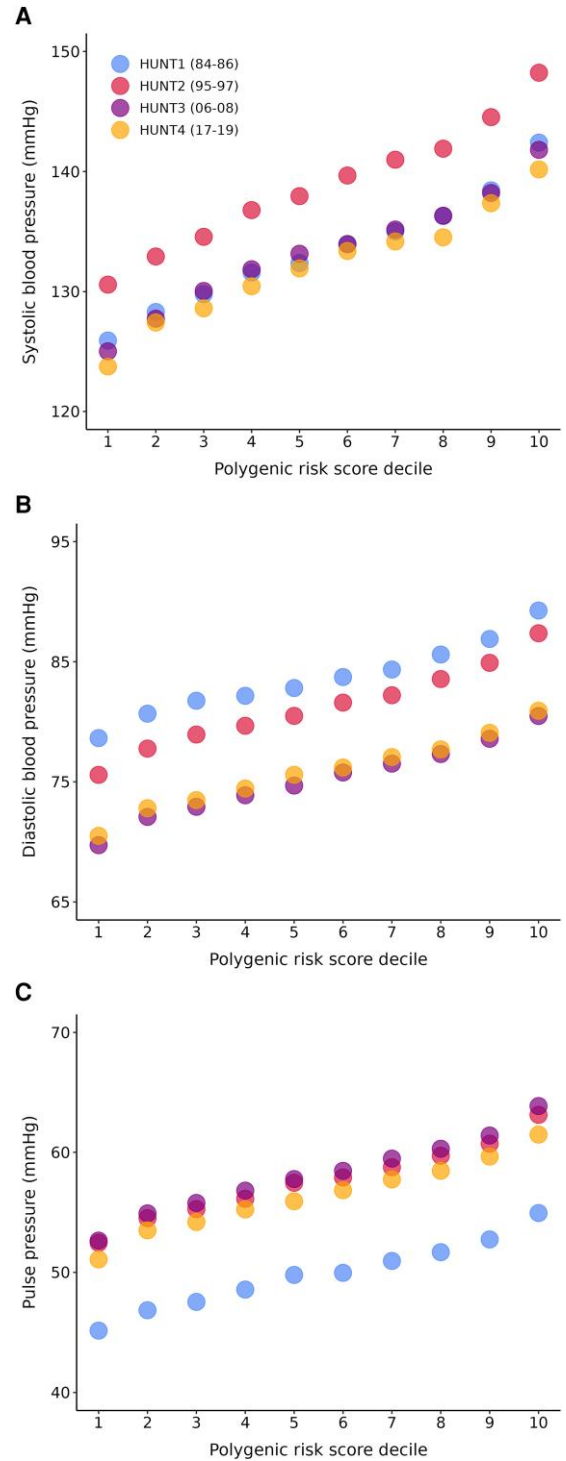 A
150
140
130
120
Systolic blood pressure (mmHg)
HUNT1 (84-86)
HUNT2 (95-97)
HUNT3 (06-08)
HUNT4 (17-19)
1 2 3 4 5 6 7 8 9 10
Polygenic risk score decile
B
95
85
75
65
Diastolic blood pressure (mmHg)
1 2 3 4 5 6 7 8 9 10
Polygenic risk score decile
C
70
60
50
40
Pulse pressure (mmHg)
1 2 3 4 5 6 7 8 9 10
Polygenic risk score decile